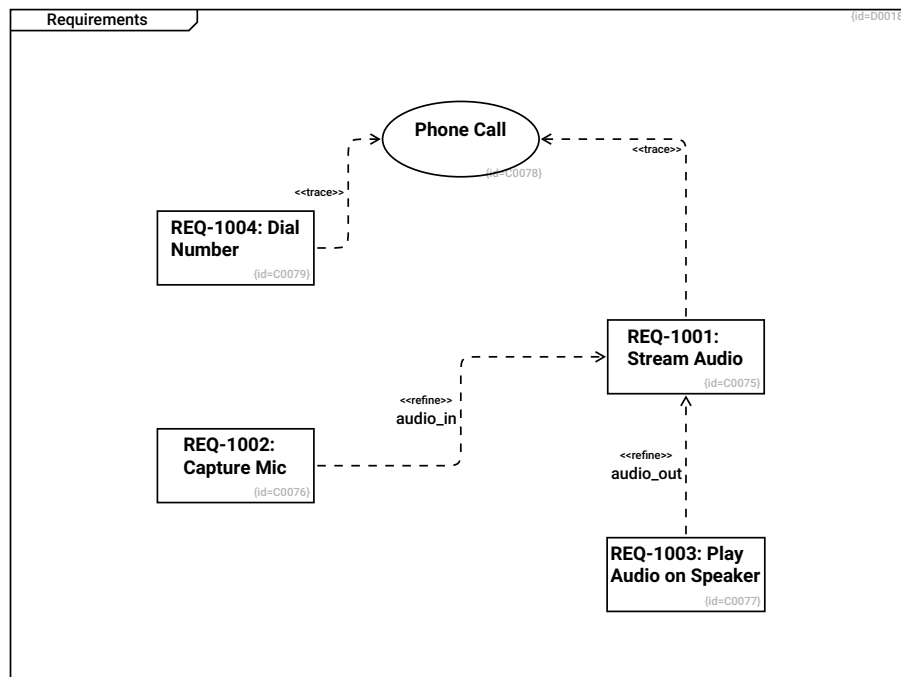 Requirements
{id=D0018
Phone Call
<<trace>>
{id=C0078}
<<trace>>
REQ-1004: Dial
Number
{id=C0079}
REQ-1001:
Stream Audio
{id=C0075}
<<refine>>
audio_in
REQ-1002:
Capture Mic
{id=C0076}
<<refine>>
audio_out
REQ-1003: Play
Audio on Speaker
{id=C0077}